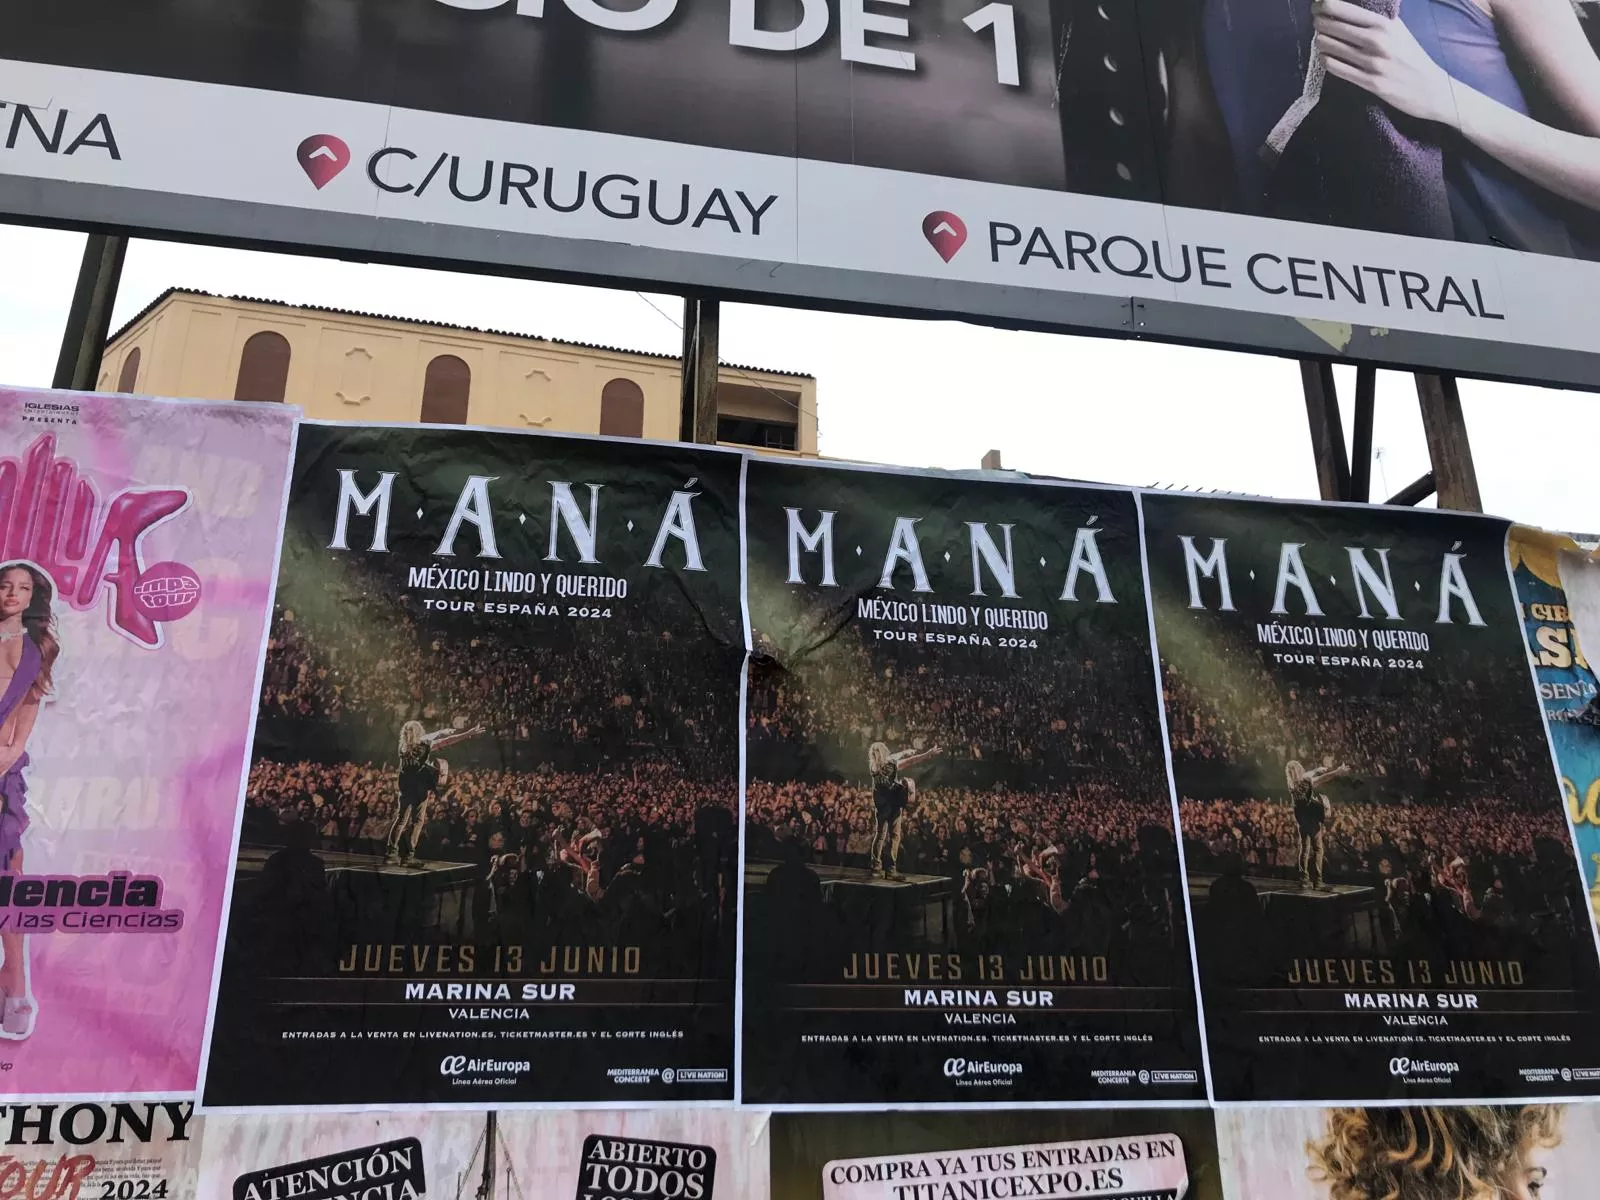 DE 1
C/URUGUAY
PARQUE CENTRAL
IGLESIAS
ENTERTAINMENT
PRESENTA
.mp3
tour
lencia
y las Ciencias
MANÁ
MÉXICO LINDO Y QUERIDO
TOUR ESPAÑA 2024
JUEVES 13 JUNIO
MARINA SUR
VALENCIA
ENTRADAS A LA VENTA EN LIVENATION.ES, TICKETMASTER.ES Y EL CORTE INGLÉS
AirEuropa
Línea Aérea Oficial
MEDITERRANEA
CONCERTS @ LIVE NATION
M·A·N·Á
MÉXICO LINDO Y QUERIDO
TOUR ESPAÑA 2024
JUEVES 13 JUNIO
MARINA SUR
VALENCIA
ENTRADAS A LA VENTA EN LIVENATION.ES, TICKETMASTER.ES Y EL CORTE INGLÉS
AirEuropa
Línea Aérea Oficial
MEDITERRANEA
CONCERTS @ LIVE NATION
M·A·N·Á
MÉXICO LINDO Y QUERIDO
TOUR ESPAÑA 2024
JUEVES 13 JUNIO
MARINA SUR
VALENCIA
ENTRADAS A LA VENTA EN LIVENATION.ES, TICKETMASTER.ES Y EL CORTE INGLÉS
AirEuropa
Línea Aérea Oficial
MEDITERRANEA
CONCERTS @ LIVE NATION
THONY
TOUR
2024
ATENCIÓN
ABIERTO
TODOS
COMPRA YA TUS ENTRADAS EN
TITANICEXPO.ES